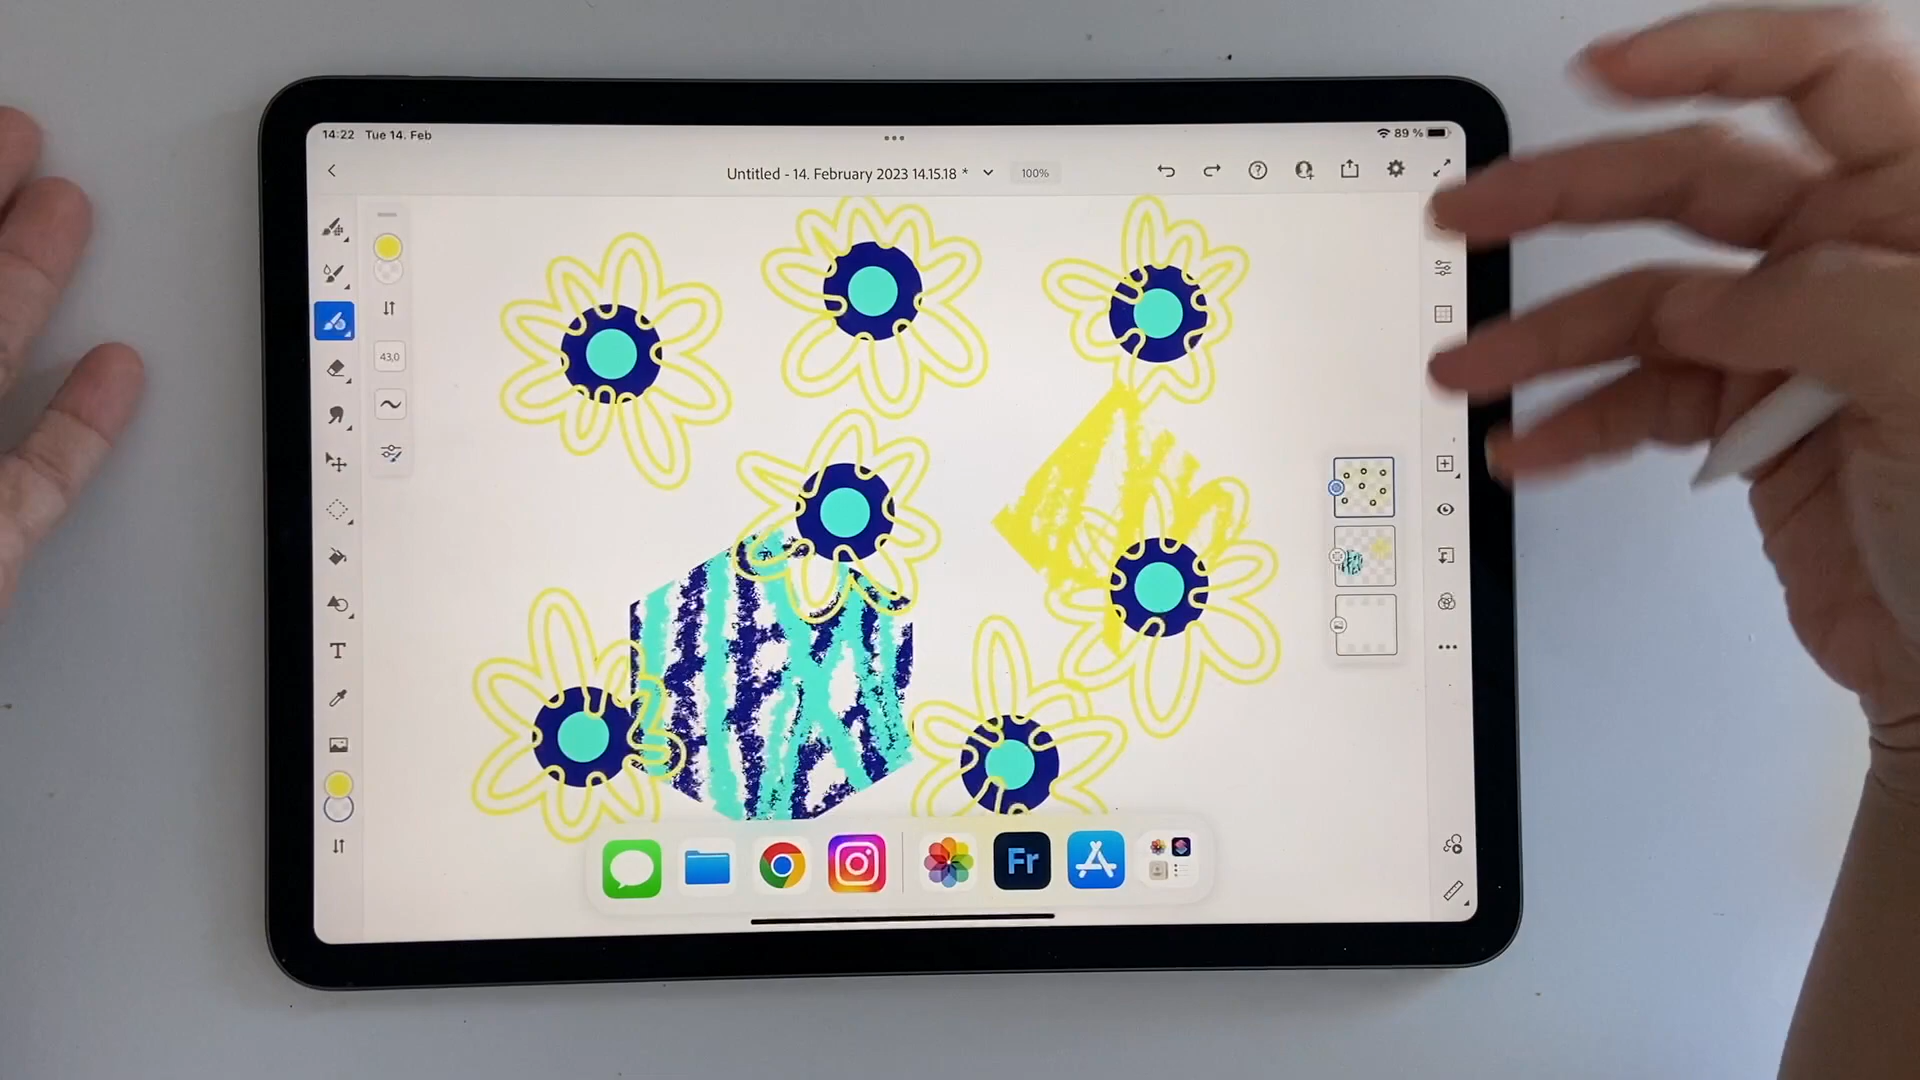 14:22 Tue 14. Feb
89 %
Untitled - 14. February 2023 14.15.18 *
100%
43,0
T
Fr